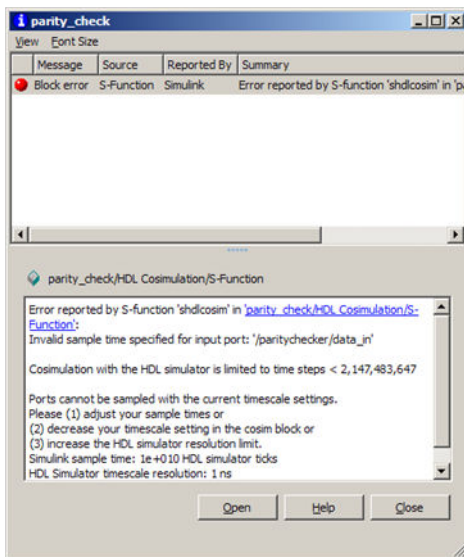 parity_check
View Font Size
Message Source Reported By Summary
Block error S-Function Simulink Error reported by S-function 'shdlcosim' in 'pa
parity_check/HDL Cosimulation/S-Function
Error reported by S-function 'shdlcosim' in 'parity_check/HDL Cosimulation/S-
Function':
Invalid sample time specified for input port: '/paritychecker/data_in'
Cosimulation with the HDL simulator is limited to time steps < 2,147,483,647
Ports cannot be sampled with the current timescale settings.
Please (1) adjust your sample times or
(2) decrease your timescale setting in the cosim block or
(3) increase the HDL simulator resolution limit.
Simulink sample time: 1e+010 HDL simulator ticks
HDL Simulator timescale resolution: 1 ns
Open Help Close